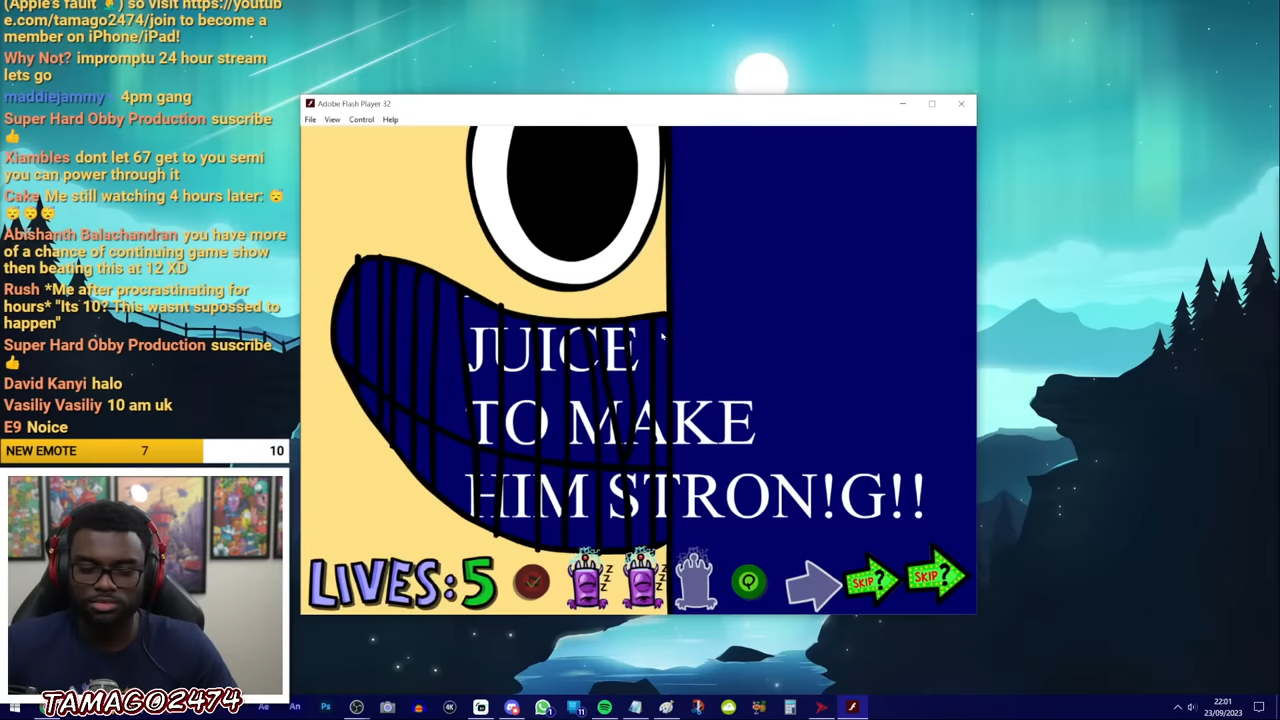 (Apple's fault 🤦‍♂️) so visit https://youtub
e.com/tamago2474/join to become a
member on iPhone/iPad!
Why Not? impromptu 24 hour stream
lets go
maddiejammy 4pm gang
Super Hard Obby Production suscribe
👍
Xiambles dont let 67 get to you semi
you can power through it
Cake Me still watching 4 hours later: 😴
😴😴😴
Abishanth Balachandran you have more
of a chance of continuing game show
then beating this at 12 XD
Rush *Me after procrastinating for
hours* "Its 10? This wasnt supossed to
happen"
Super Hard Obby Production suscribe
👍
David Kanyi halo
Vasiliy Vasiliy 10 am uk
E9 Noice
NEW EMOTE 7 10
TAMAGO2474
Adobe Flash Player 32
File View Control Help
JUICE
TO MAKE
HIM STRON!G!!
LIVES:5
z z z
z z z
SKIP?
SKIP?
Ae An Ps
4K
11
22:01
23/09/2023